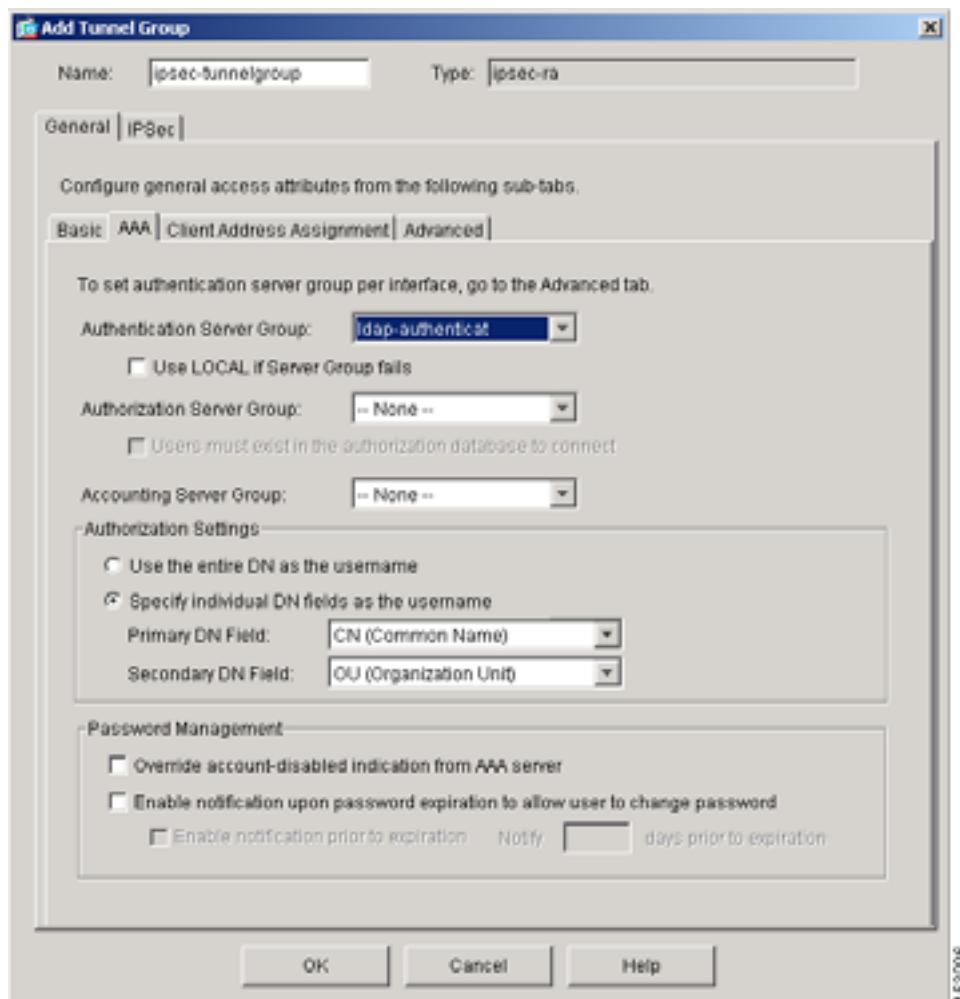 Add Tunnel Group
Name: ipsec-tunnelgroup Type: ipsec-ra
General IPSec
Configure general access attributes from the following sub-tabs.
Basic AAA Client Address Assignment Advanced
To set authentication server group per interface, go to the Advanced tab.
Authentication Server Group: ldap-authenticat
Use LOCAL if Server Group fails
Authorization Server Group: -- None --
Users must exist in the authorization database to connect
Accounting Server Group: -- None --
Authorization Settings
Use the entire DN as the username
Specify individual DN fields as the username
Primary DN Field: CN (Common Name)
Secondary DN Field: OU (Organization Unit)
Password Management
Override account-disabled indication from AAA server
Enable notification upon password expiration to allow user to change password
Enable notification prior to expiration Notify days prior to expiration
OK Cancel Help